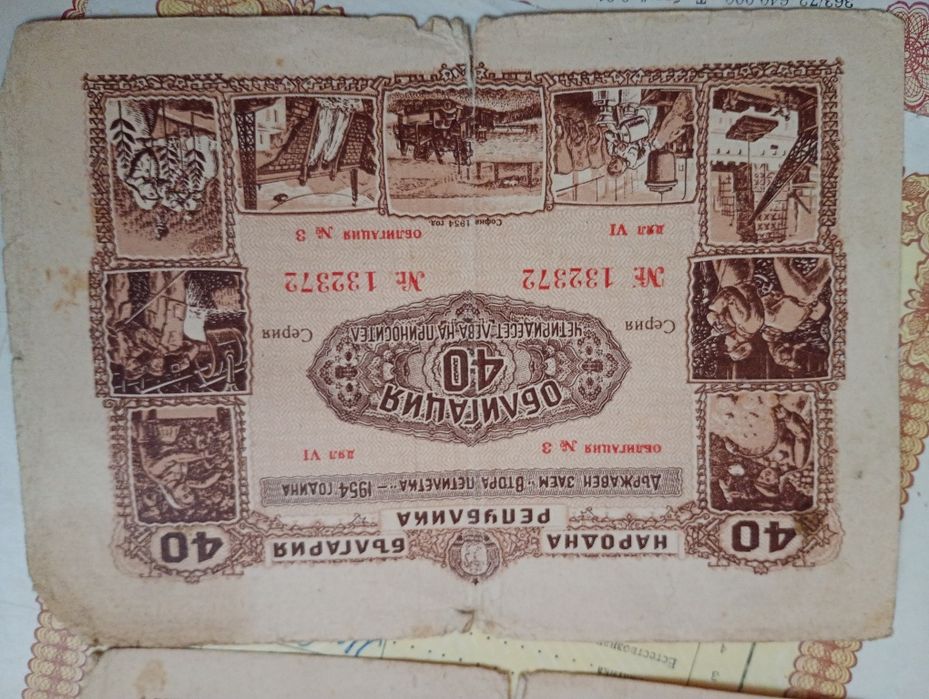 40 НАРОДНА БЪЛГАРИЯ 40
РЕПУБЛИКА
ДЪРЖАВЕН ЗАЕМ „ВТОРА ПЕТИЛЕТКА“ — 1954 ГОДИНА
ОБЛИГАЦИЯ № 3 ДЯЛ VI
ОБЛИГАЦИЯ
40
ЧЕТИРИДЕСЕТ ЛЕВА НА ПРИНОСИТЕЛ
Серия Серия
№ 132372 № 132372
ДЯЛ VI ОБЛИГАЦИЯ № 3
София 1954 год.